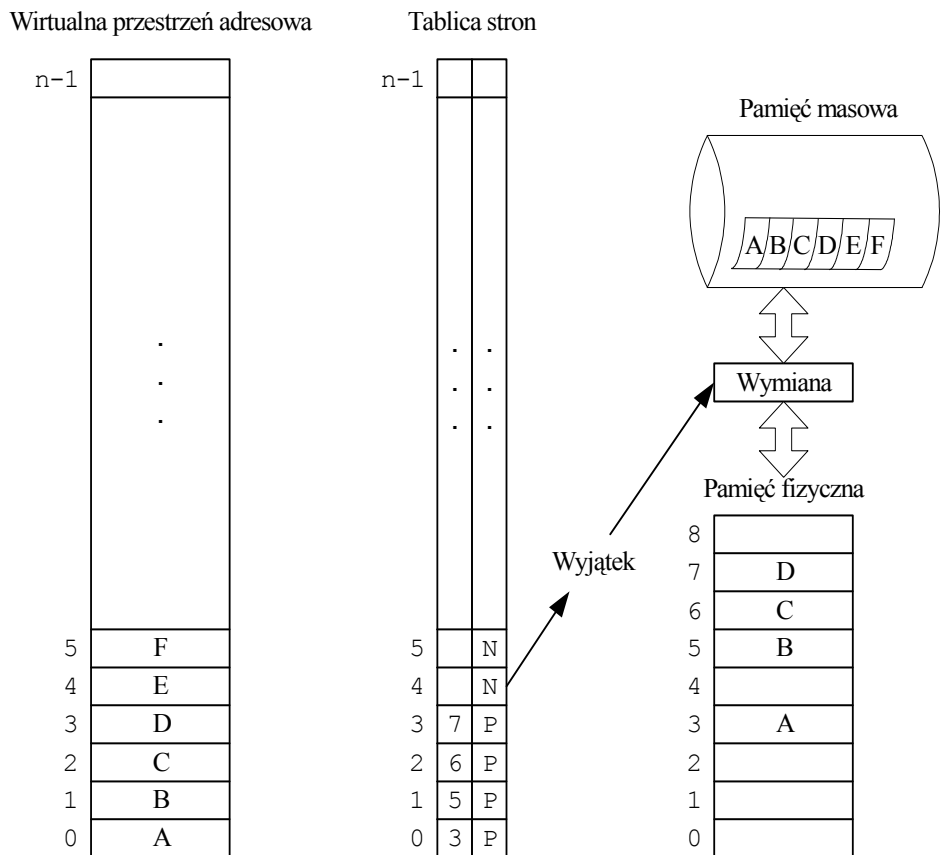 Wirtualna przestrzeń adresowa
Tablica stron
n-1
n-1
Pamięć masowa
A B C D E F
Wymiana
Pamięć fizyczna
8
Wyjątek
7 D
6 C
5 F
5 N
5 B
4 E
4 N
4
3 D
3 7 P
3 A
2 C
2 6 P
2
1 B
1 5 P
1
0 A
0 3 P
0